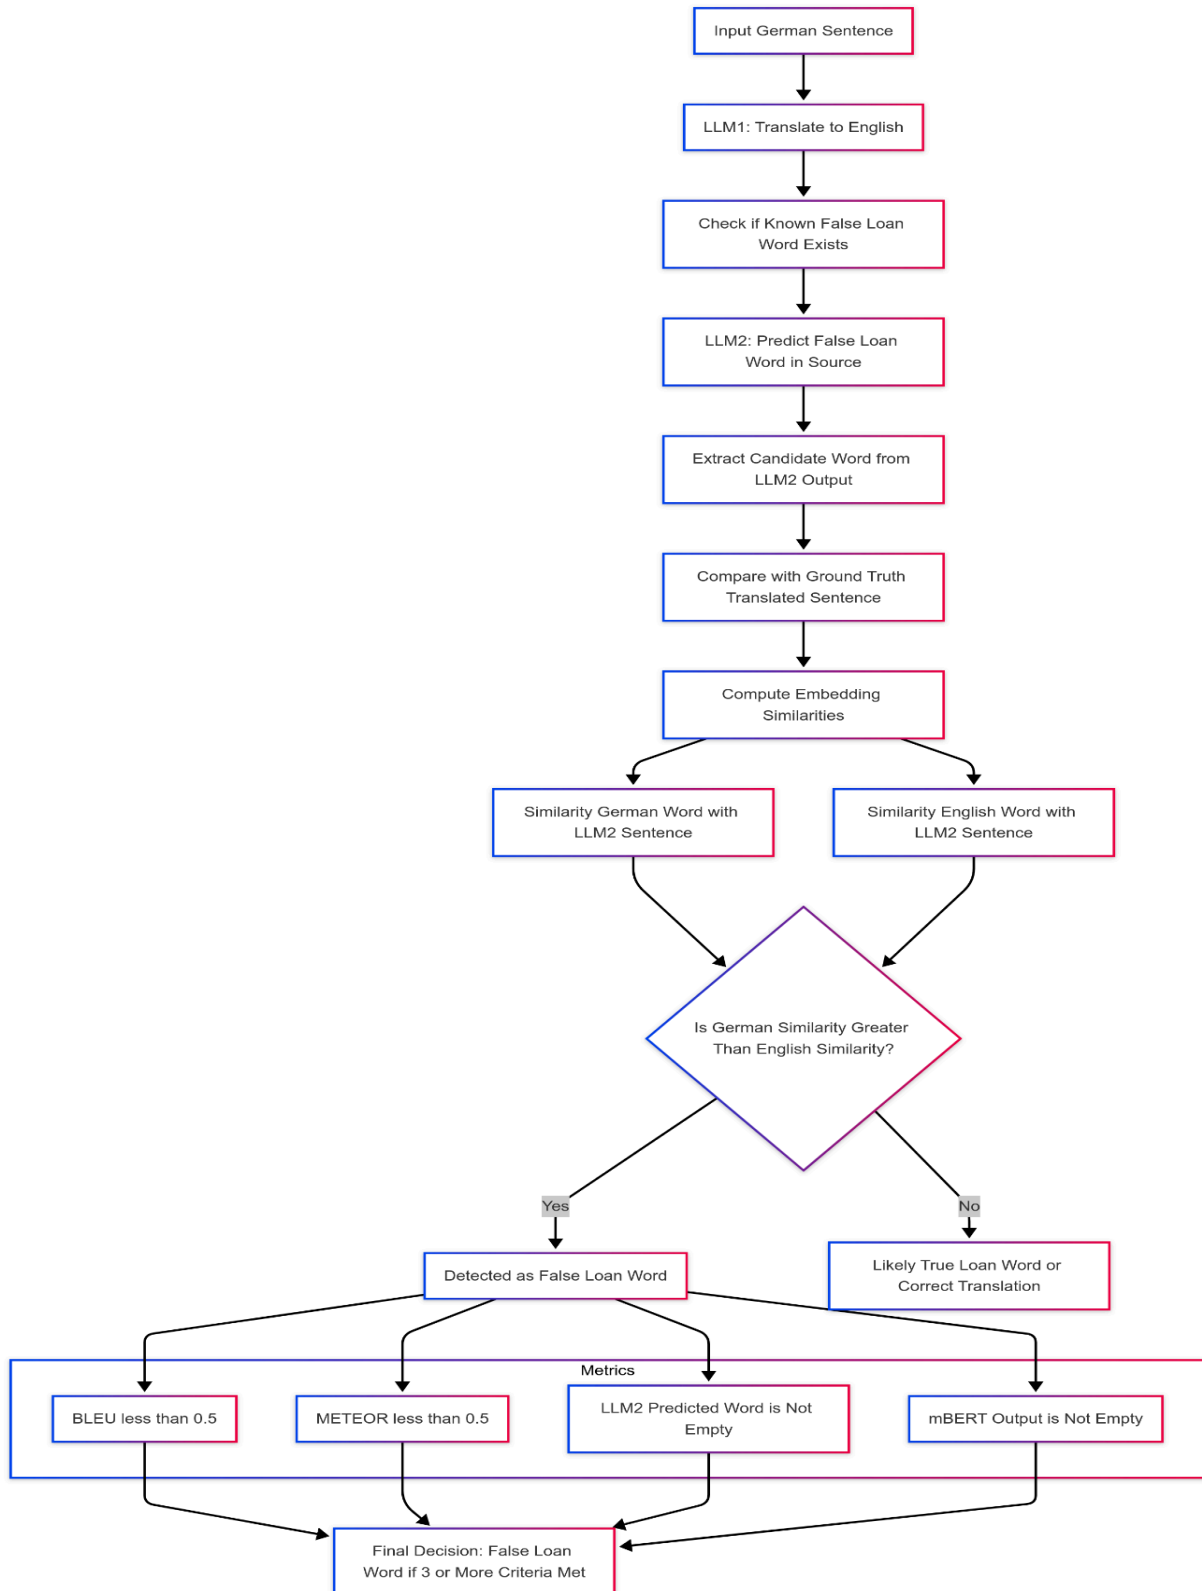 Input German Sentence
LLM1: Translate to English
Check if Known False Loan
Word Exists
LLM2: Predict False Loan
Word in Source
Extract Candidate Word from
LLM2 Output
Compare with Ground Truth
Translated Sentence
Compute Embedding
Similarities
Similarity German Word with
LLM2 Sentence
Similarity English Word with
LLM2 Sentence
Is German Similarity Greater
Than English Similarity?
Yes
No
Detected as False Loan Word
Likely True Loan Word or
Correct Translation
Metrics
BLEU less than 0.5
METEOR less than 0.5
LLM2 Predicted Word is Not
Empty
mBERT Output is Not Empty
Final Decision: False Loan
Word if 3 or More Criteria Met